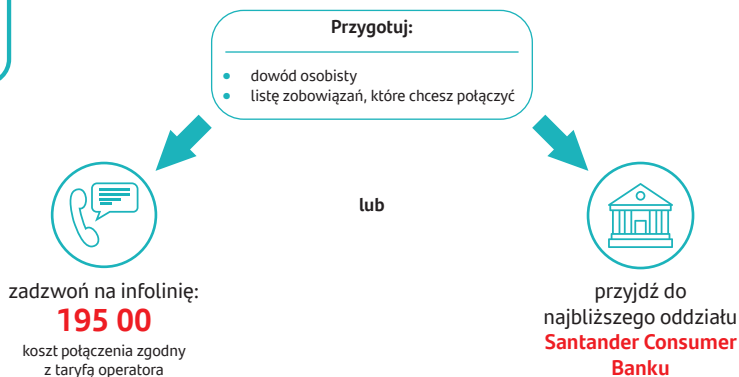 Przygotuj:
dowód osobisty
listę zobowiązań, które chcesz połączyć
lub
zadzwoń na infolinię:
195 00
koszt połączenia zgodny
z taryfą operatora
przyjdź do
najbliższego oddziału
Santander Consumer
Banku